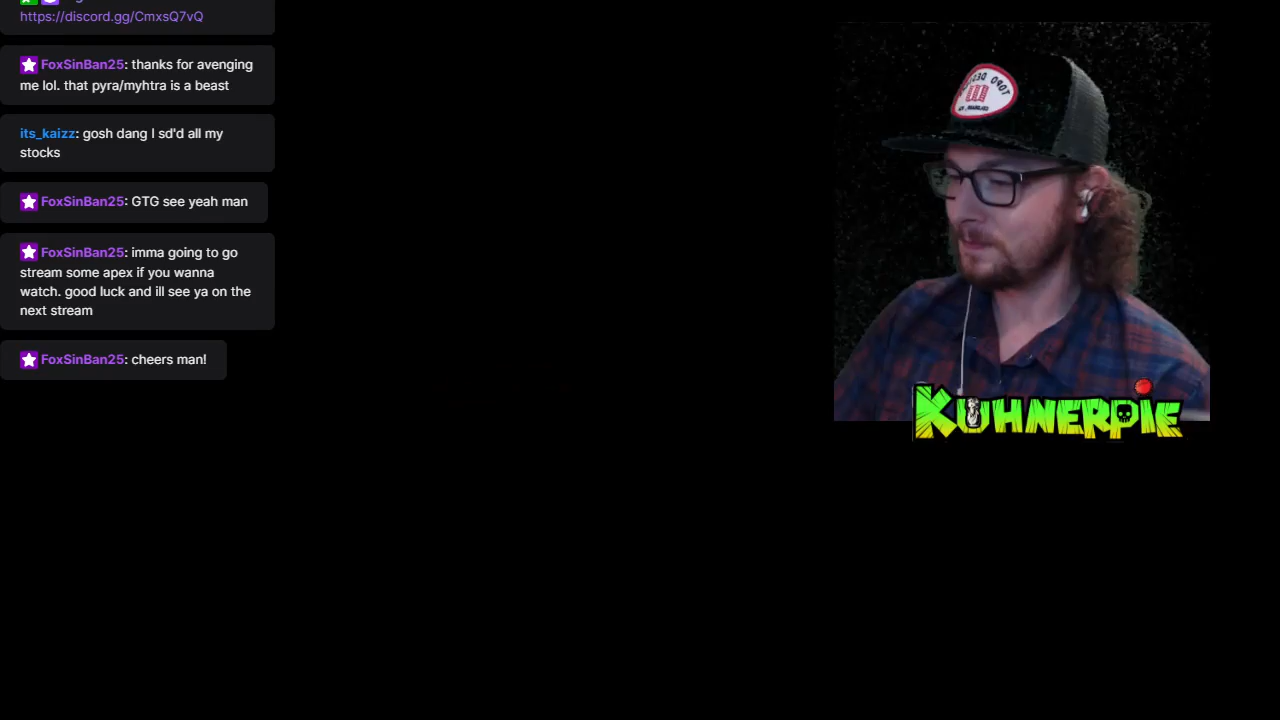 https://discord.gg/CmxsQ7vQ
FoxSinBan25: thanks for avenging
me lol. that pyra/myhtra is a beast
its_kaizz: gosh dang I sd'd all my
stocks
FoxSinBan25: GTG see yeah man
FoxSinBan25: imma going to go
stream some apex if you wanna
watch. good luck and ill see ya on the
next stream
FoxSinBan25: cheers man!
TOPO DE
KUHNERPIE